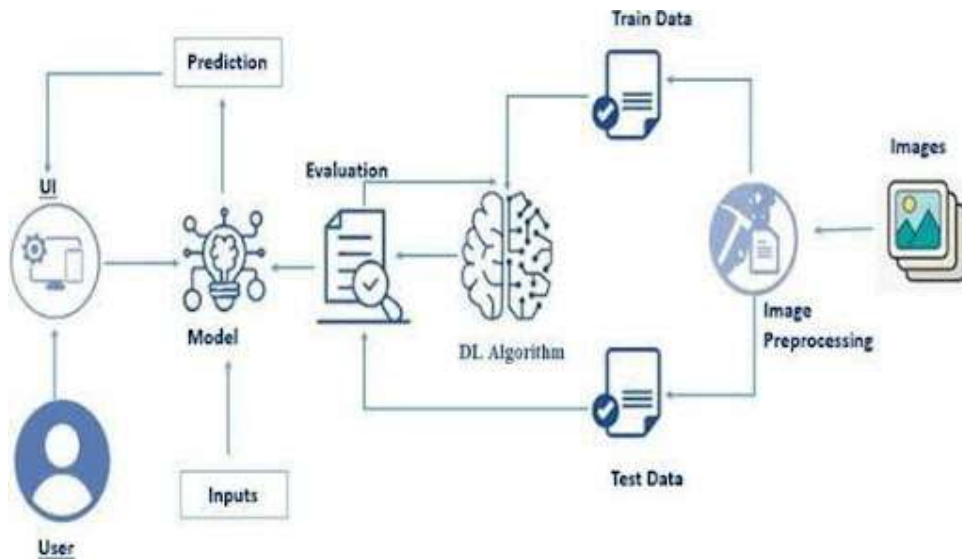 Train Data
Prediction
Images
Evaluation
UI
Model
DL Algorithm
Image
Preprocessing
Inputs
Test Data
User